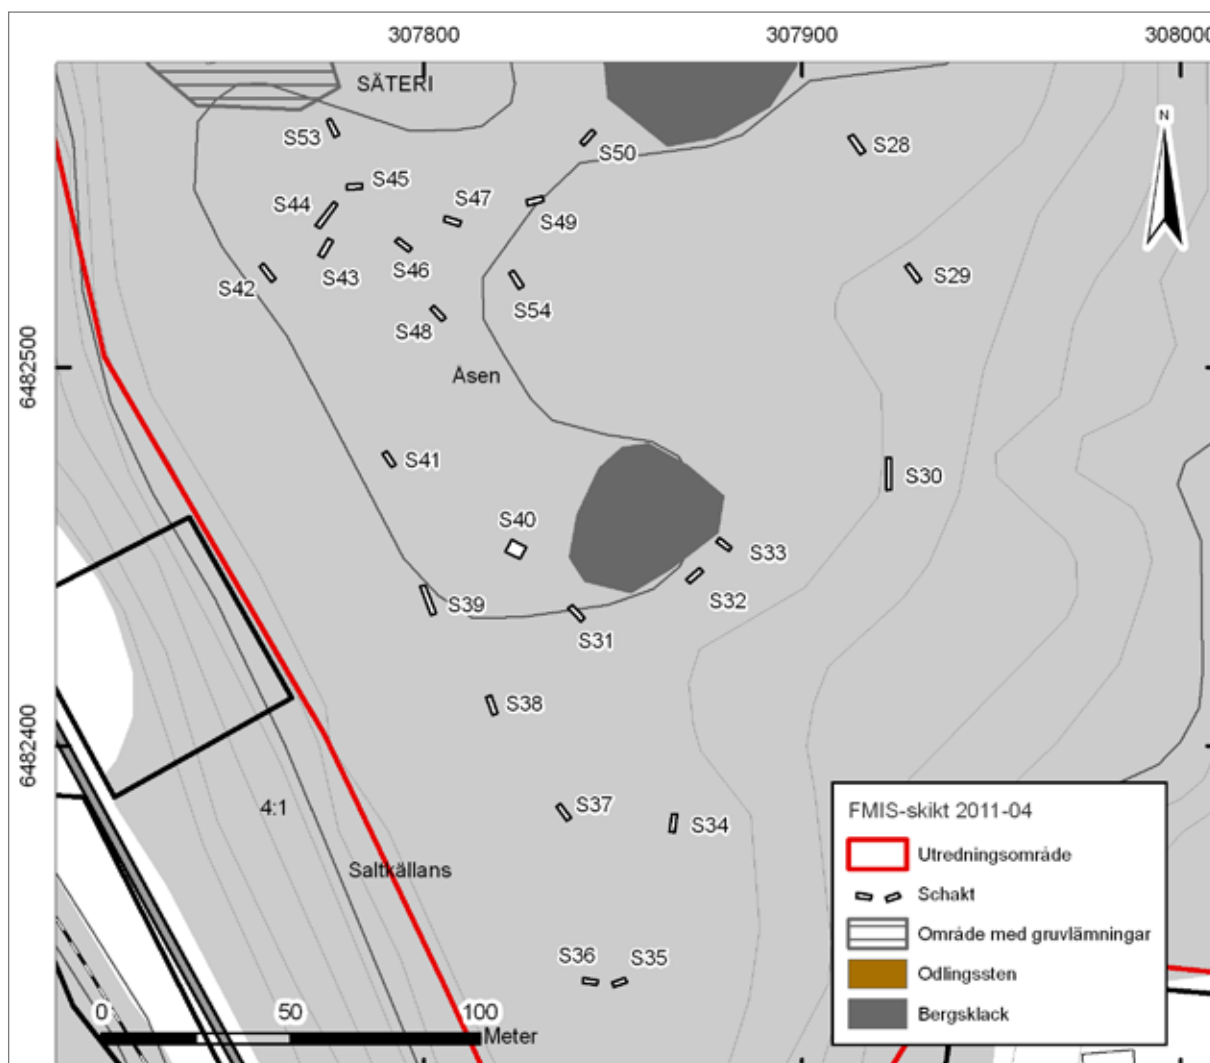 307800
307900
308000
SÄTERI
S53
S50
S28
S45
S44
S47
S49
S43
S46
S42
S29
S54
S48
6482500
Åsen
S41
S30
S40
S33
S39
S32
S31
S38
6482400
4:1
S37
S34
Saltkällans
S36
S35
0
50
100
Meter
N
FMIS-skikt 2011-04
Utredningsområde
Schakt
Område med gruvlämningar
Odlingssten
Bergsklack